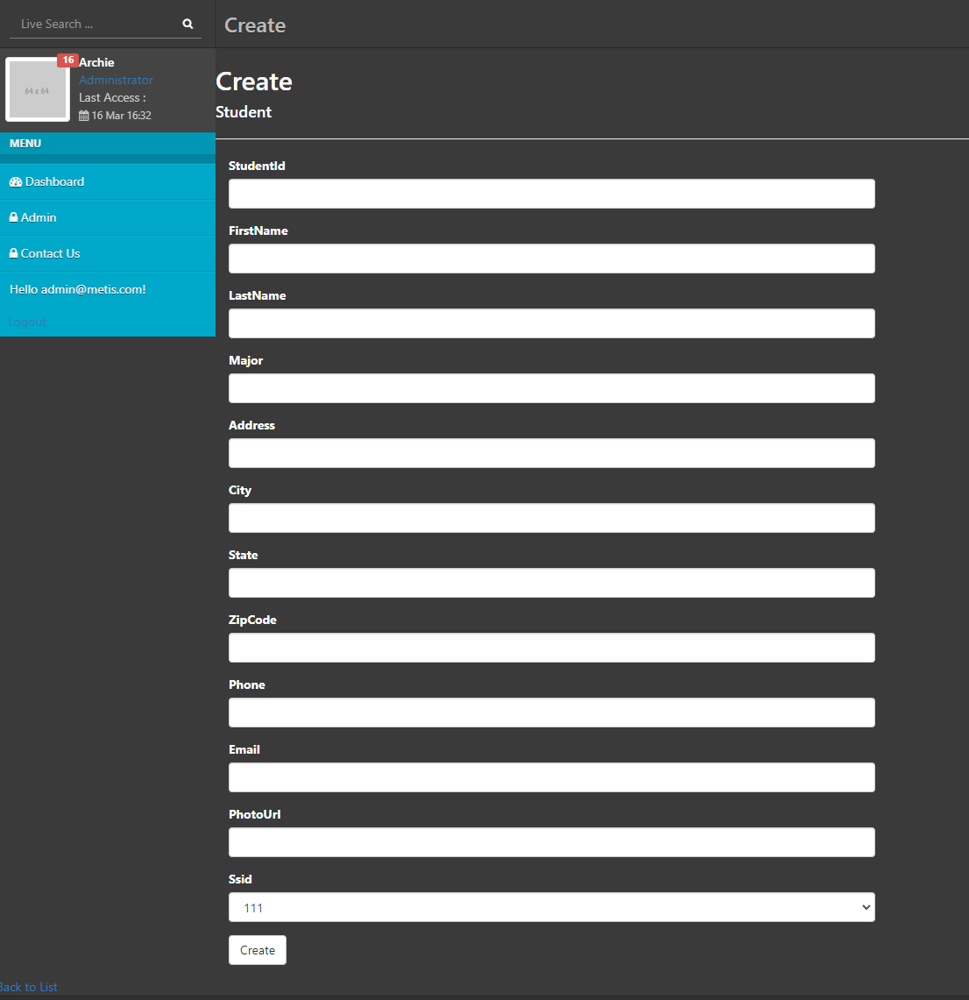 Live Search ...
Create
16
Archie
Administrator
Last Access :
16 Mar 16:32
64 x 64
MENU
Dashboard
Admin
Contact Us
Hello admin@metis.com!
Logout
Create
Student
StudentId
FirstName
LastName
Major
Address
City
State
ZipCode
Phone
Email
PhotoUrl
Ssid
111
Create
Back to List